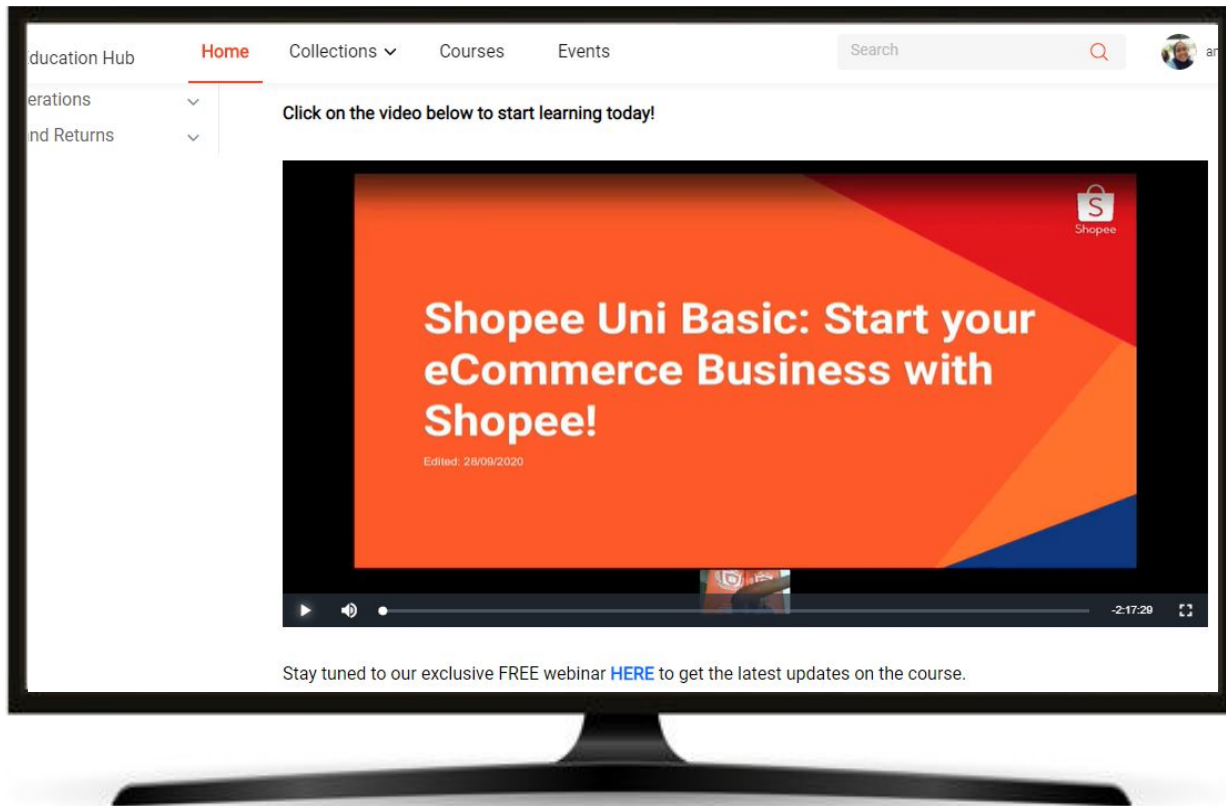 ducation Hub
Home
Collections
Courses
Events
Search
ar
erations
nd Returns
Click on the video below to start learning today!
S
Shopee
Shopee Uni Basic: Start your
eCommerce Business with
Shopee!
Edited: 28/09/2020
-2:17:29
Stay tuned to our exclusive FREE webinar HERE to get the latest updates on the course.